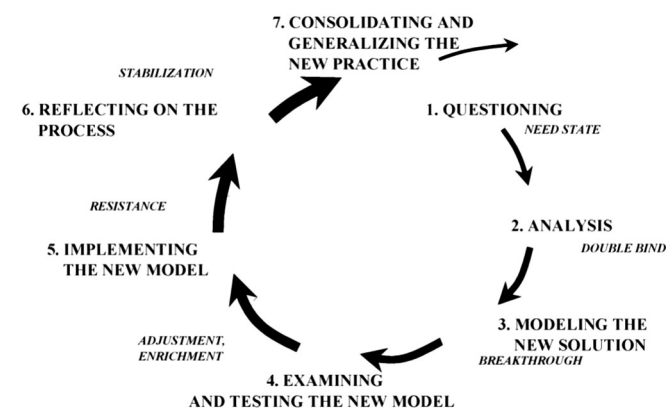 7. CONSOLIDATING AND
GENERALIZING THE
NEW PRACTICE
STABILIZATION
1. QUESTIONING
NEED STATE
6. REFLECTING ON THE
PROCESS
RESISTANCE
2. ANALYSIS
DOUBLE BIND
5. IMPLEMENTING
THE NEW MODEL
3. MODELING THE
NEW SOLUTION
BREAKTHROUGH
ADJUSTMENT,
ENRICHMENT
4. EXAMINING
AND TESTING THE NEW MODEL